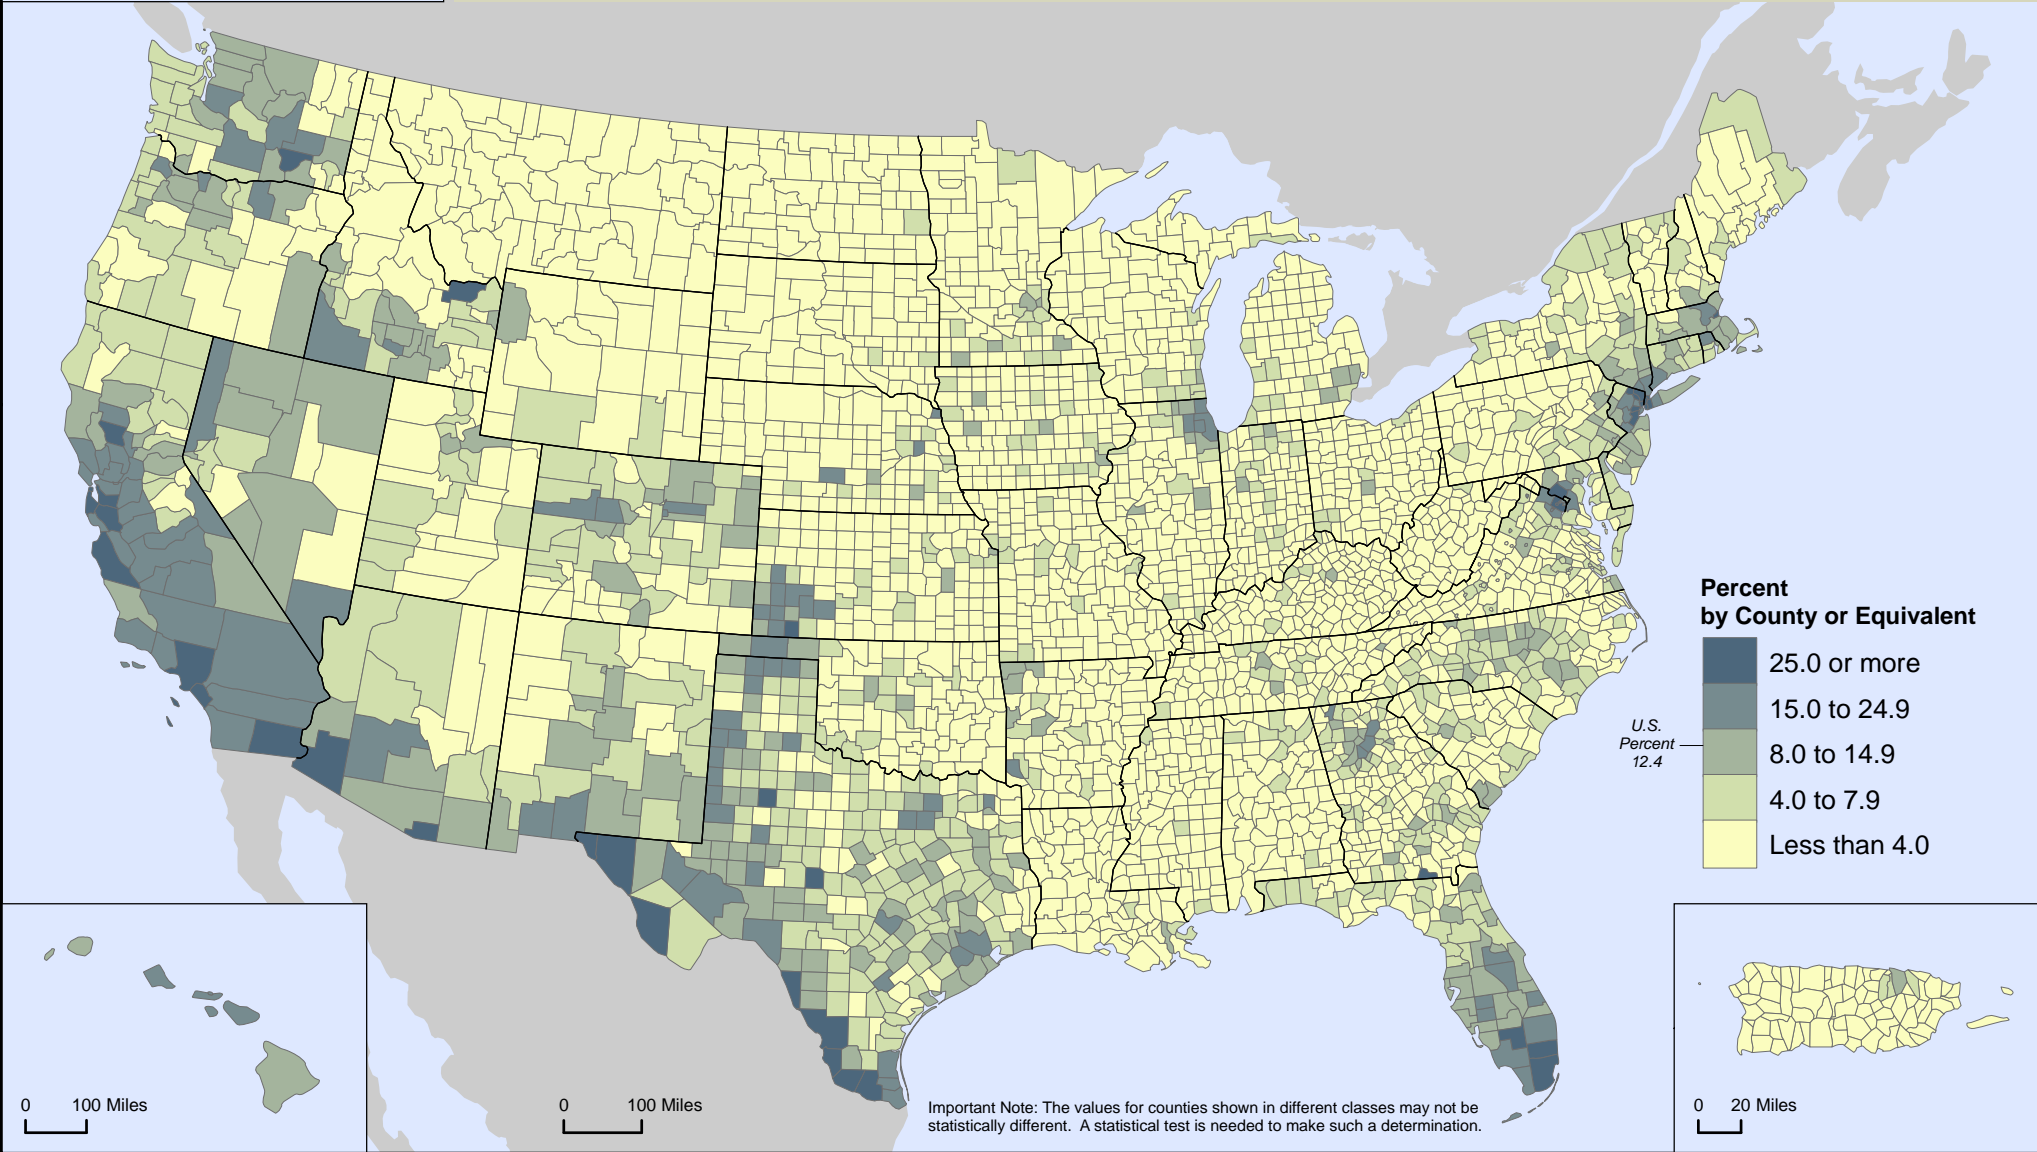 Percent
by County or Equivalent
25.0 or more
15.0 to 24.9
8.0 to 14.9
4.0 to 7.9
Less than 4.0
U.S.
Percent
12.4
0 100 Miles
0 100 Miles
Important Note: The values for counties shown in different classes may not be
statistically different. A statistical test is needed to make such a determination.
0 20 Miles